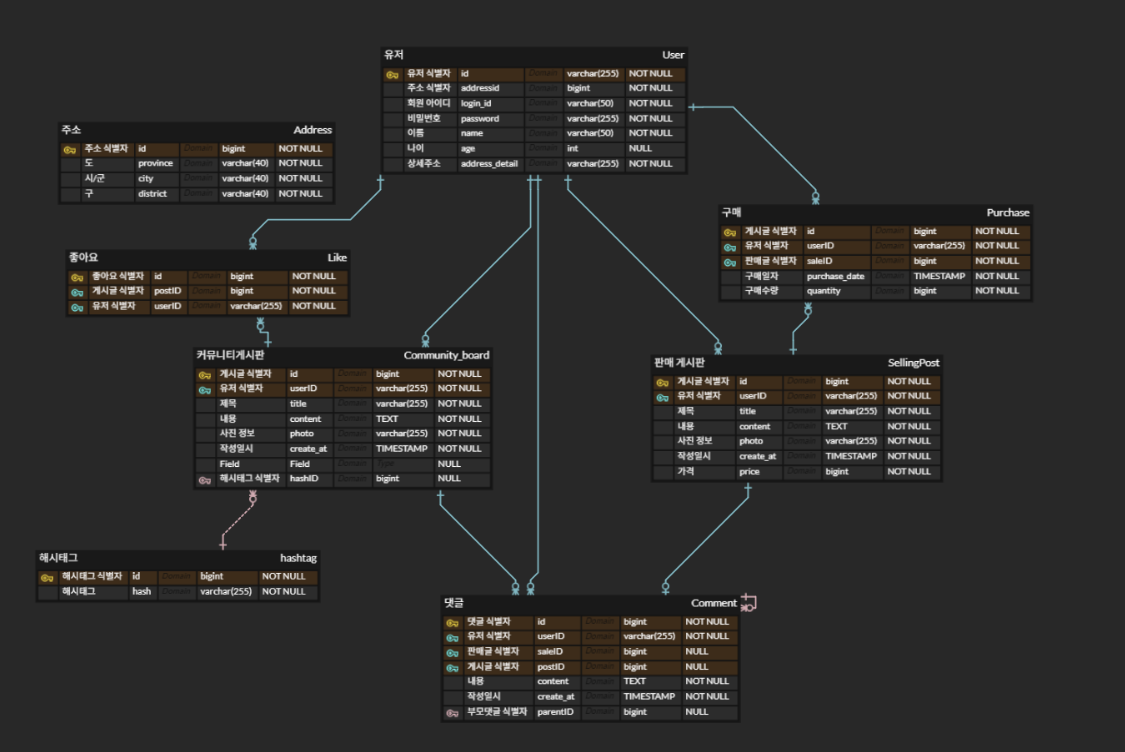 유저 User
유저 식별자 id Domain varchar(255) NOT NULL
주소 식별자 addressid Domain bigint NOT NULL
회원 아이디 login_id Domain varchar(50) NOT NULL
비밀번호 password Domain varchar(255) NOT NULL
이름 name Domain varchar(50) NOT NULL
나이 age Domain int NULL
상세주소 address_detail Domain varchar(255) NOT NULL
주소 Address
주소 식별자 id Domain bigint NOT NULL
도 province Domain varchar(40) NOT NULL
시/군 city Domain varchar(40) NOT NULL
구 district Domain varchar(40) NOT NULL
구매 Purchase
게시글 식별자 id Domain bigint NOT NULL
유저 식별자 userID Domain varchar(255) NOT NULL
판매글 식별자 saleID Domain bigint NOT NULL
구매일자 purchase_date Domain TIMESTAMP NOT NULL
구매수량 quantity Domain bigint NOT NULL
좋아요 Like
좋아요 식별자 id Domain bigint NOT NULL
게시글 식별자 postID Domain bigint NOT NULL
유저 식별자 userID Domain varchar(255) NOT NULL
커뮤니티게시판 Community_board
게시글 식별자 id Domain bigint NOT NULL
유저 식별자 userID Domain varchar(255) NOT NULL
제목 title Domain varchar(255) NOT NULL
내용 content Domain TEXT NOT NULL
사진 정보 photo Domain varchar(255) NOT NULL
작성일시 create_at Domain TIMESTAMP NOT NULL
Field Field Domain Type NULL
해시태그 식별자 hashID Domain bigint NULL
판매 게시판 SellingPost
게시글 식별자 id Domain bigint NOT NULL
유저 식별자 userID Domain varchar(255) NOT NULL
제목 title Domain varchar(255) NOT NULL
내용 content Domain TEXT NOT NULL
사진 정보 photo Domain varchar(255) NOT NULL
작성일시 create_at Domain TIMESTAMP NOT NULL
가격 price Domain bigint NOT NULL
해시태그 hashtag
해시태그 식별자 id Domain bigint NOT NULL
해시태그 hash Domain varchar(255) NOT NULL
댓글 Comment
댓글 식별자 id Domain bigint NOT NULL
유저 식별자 userID Domain varchar(255) NOT NULL
판매글 식별자 saleID Domain bigint NULL
게시글 식별자 postID Domain bigint NULL
내용 content Domain TEXT NOT NULL
작성일시 create_at Domain TIMESTAMP NOT NULL
부모댓글 식별자 parentID Domain bigint NULL